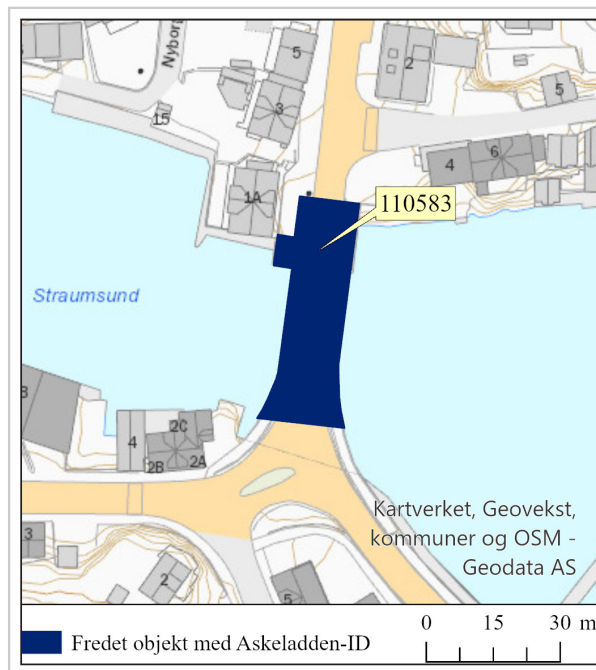 5
2
Nyborg
3
5
15
4
6
1A
110583
Straumsund
4
2C
2B
2A
3
2
5
Kartverket, Geovekst,
kommuner og OSM -
Geodata AS
Fredet objekt med Askeladden-ID
0 15 30 m